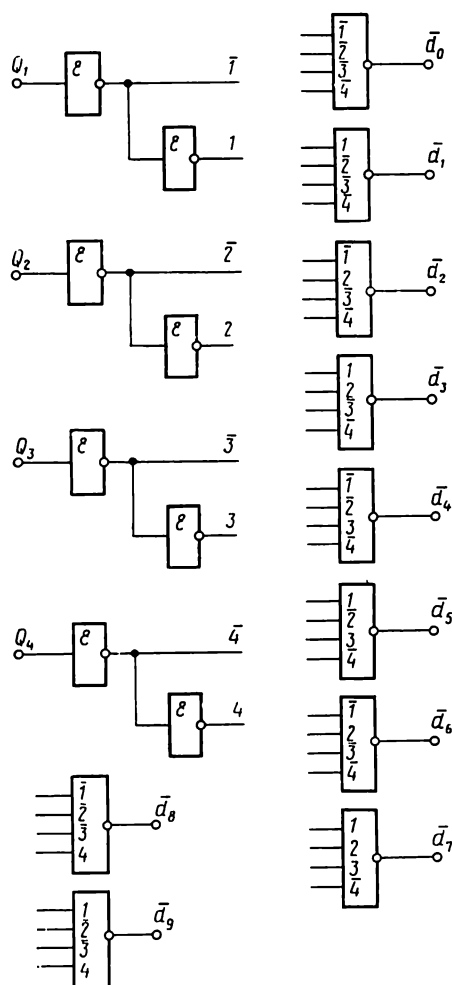 Q₁
ℰ
1̄
ℰ
1
Q₂
ℰ
2̄
ℰ
2
Q₃
ℰ
3̄
ℰ
3
Q₄
ℰ
4̄
ℰ
4
1̄
2̄
3̄
4
d̄₈
1
2̄
3̄
4
d̄₉
1̄
2̄
3̄
4̄
d̄₀
1
2̄
3̄
4̄
d̄₁
1̄
2
3̄
4̄
d̄₂
1
2
3̄
4̄
d̄₃
1̄
2̄
3
4̄
d̄₄
1
2̄
3
4̄
d̄₅
1̄
2
3
4̄
d̄₆
1
2
3
4̄
d̄₇